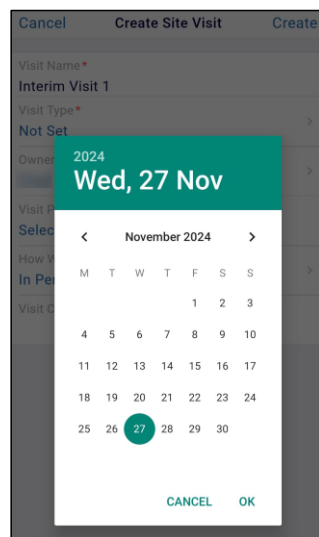 Cancel Create Site Visit Create
Visit Name*
Interim Visit 1
Visit Type*
Not Set
Owner
Visit P
Selec
How W
In Pe
Visit C
2024
Wed, 27 Nov
November 2024
M T W T F S S
1 2 3
4 5 6 7 8 9 10
11 12 13 14 15 16 17
18 19 20 21 22 23 24
25 26 27 28 29 30
CANCEL OK